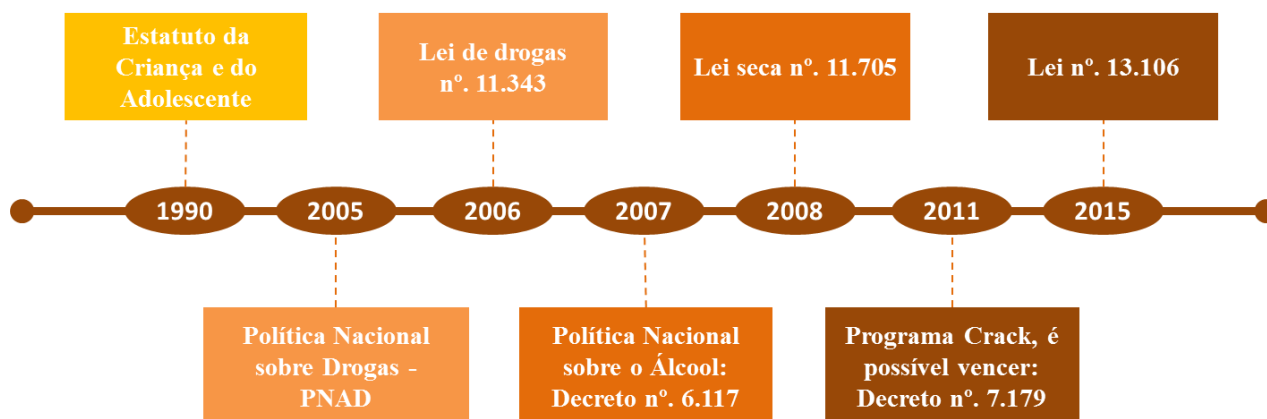 Estatuto da
Criança e do
Adolescente
Lei de drogas
nº. 11.343
Lei seca nº. 11.705
Lei nº. 13.106
1990
2005
2006
2007
2008
2011
2015
Política Nacional
sobre Drogas -
PNAD
Política Nacional
sobre o Álcool:
Decreto nº. 6.117
Programa Crack, é
possível vencer:
Decreto nº. 7.179